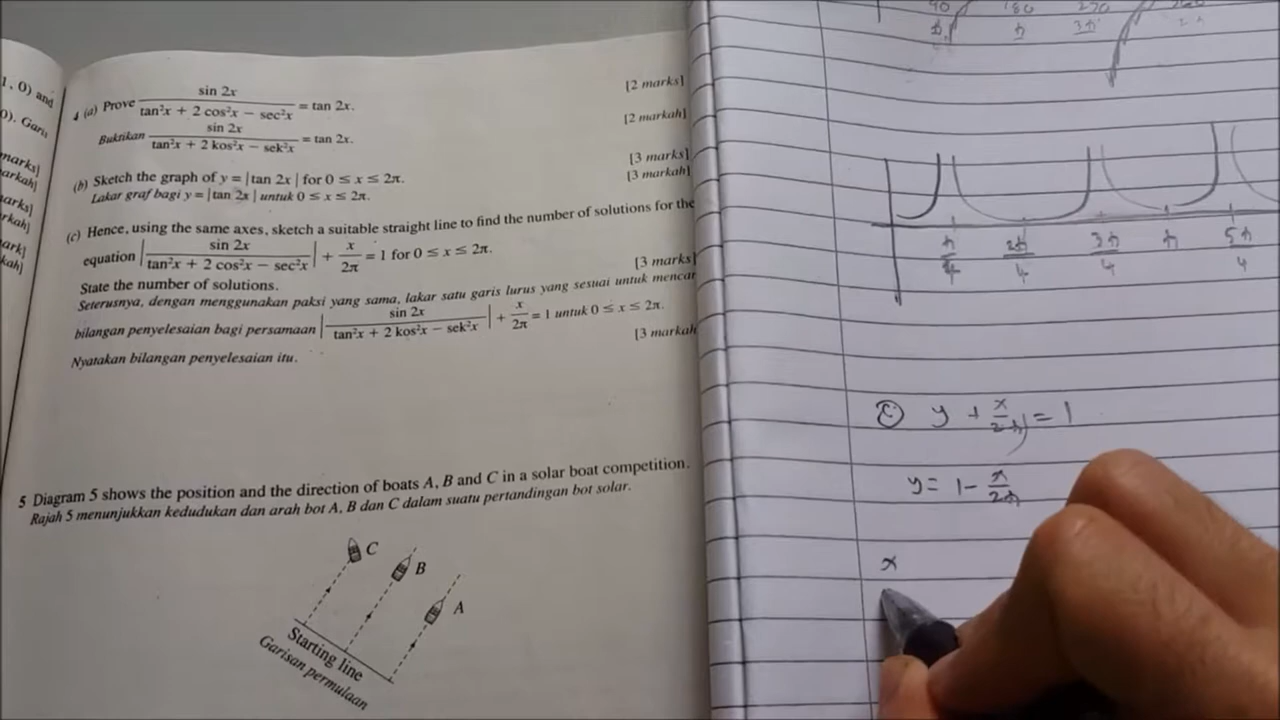 1, 0) and
0). Garis
marks]
arkah]
arks]
rkah]
ark]
kah]
4 (a) Prove sin 2x / (tan²x + 2 cos²x − sec²x) = tan 2x. [2 marks]
Buktikan sin 2x / (tan²x + 2 kos²x − sek²x) = tan 2x. [2 markah]
(b) Sketch the graph of y = |tan 2x| for 0 ≤ x ≤ 2π. [3 marks]
Lakar graf bagi y = |tan 2x| untuk 0 ≤ x ≤ 2π. [3 markah]
(c) Hence, using the same axes, sketch a suitable straight line to find the number of solutions for the
equation |sin 2x / (tan²x + 2 cos²x − sec²x)| + x/2π = 1 for 0 ≤ x ≤ 2π.
State the number of solutions. [3 marks]
Seterusnya, dengan menggunakan paksi yang sama, lakar satu garis lurus yang sesuai untuk mencar
bilangan penyelesaian bagi persamaan |sin 2x / (tan²x + 2 kos²x − sek²x)| + x/2π = 1 untuk 0 ≤ x ≤ 2π.
Nyatakan bilangan penyelesaian itu. [3 markah
5 Diagram 5 shows the position and the direction of boats A, B and C in a solar boat competition.
Rajah 5 menunjukkan kedudukan dan arah bot A, B dan C dalam suatu pertandingan bot solar.
C
B
A
Starting line
Garisan permulaan
90 180 270
π 3π 2π
π/4 2π/4 3π/4 π 5π/4
(c) y + x/2π = 1
y = 1 − x/2π
x